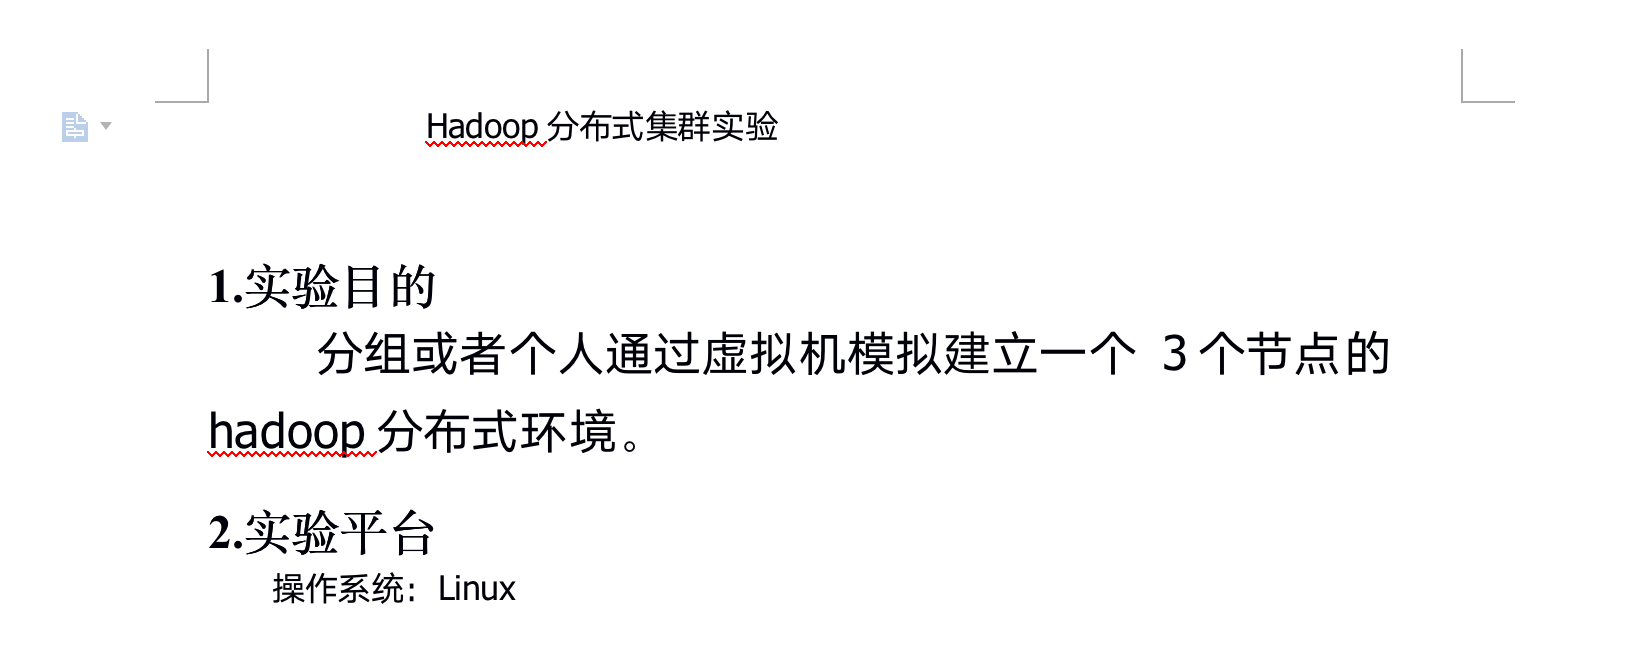 Hadoop 分布式集群实验
1.实验目的
分组或者个人通过虚拟机模拟建立一个 3 个节点的
hadoop 分布式环境。
2.实验平台
操作系统：Linux